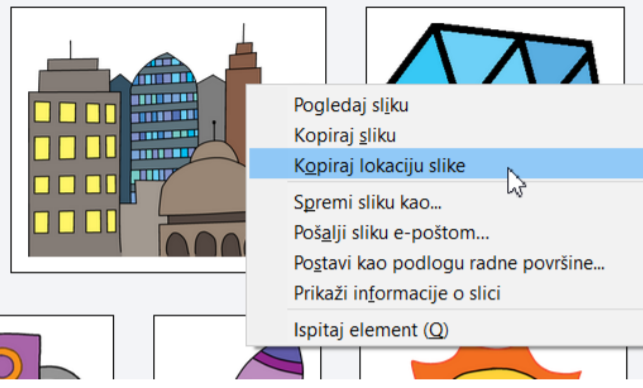 Pogledaj sliku
Kopiraj sliku
Kopiraj lokaciju slike
Spremi sliku kao...
Pošalji sliku e-poštom...
Postavi kao podlogu radne površine...
Prikaži informacije o slici
Ispitaj element (Q)